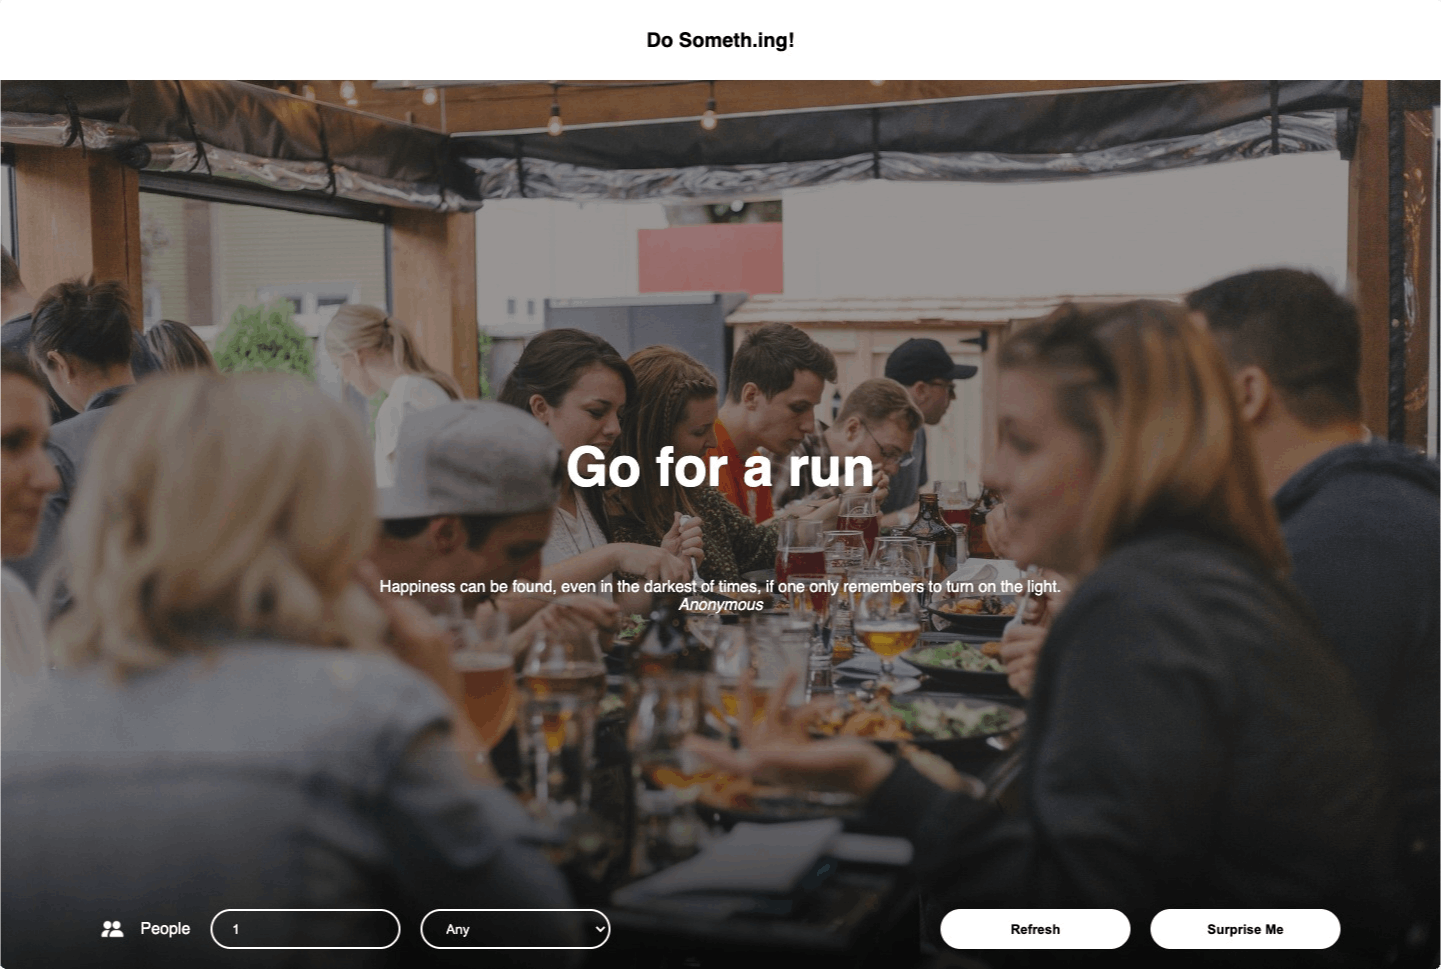 Do Someth.ing!
Go for a run
Happiness can be found, even in the darkest of times, if one only remembers to turn on the light.
Anonymous
People 1 Any Refresh Surprise Me